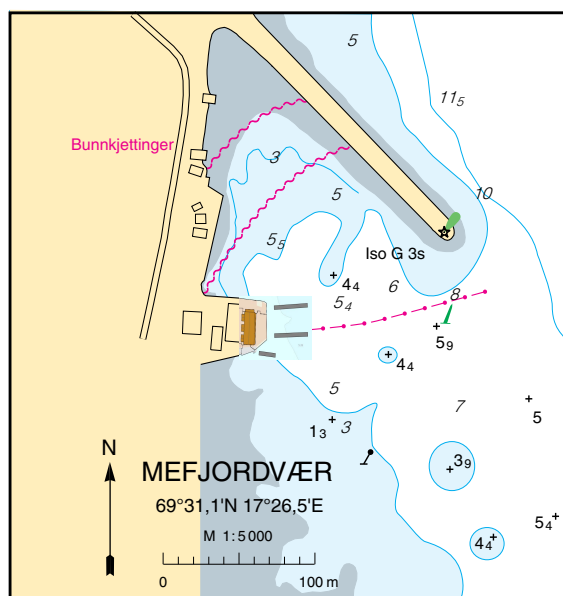 5
11₅
Bunnkjettinger
3
5
10
5₅
Iso G 3s
4₄
6
5₄
8
5₉
4₄
5
7
5
1₃
3
N
MEFJORDVÆR
3₉
69°31,1'N 17°26,5'E
5₄
M 1:5000
4₄
0 100 m